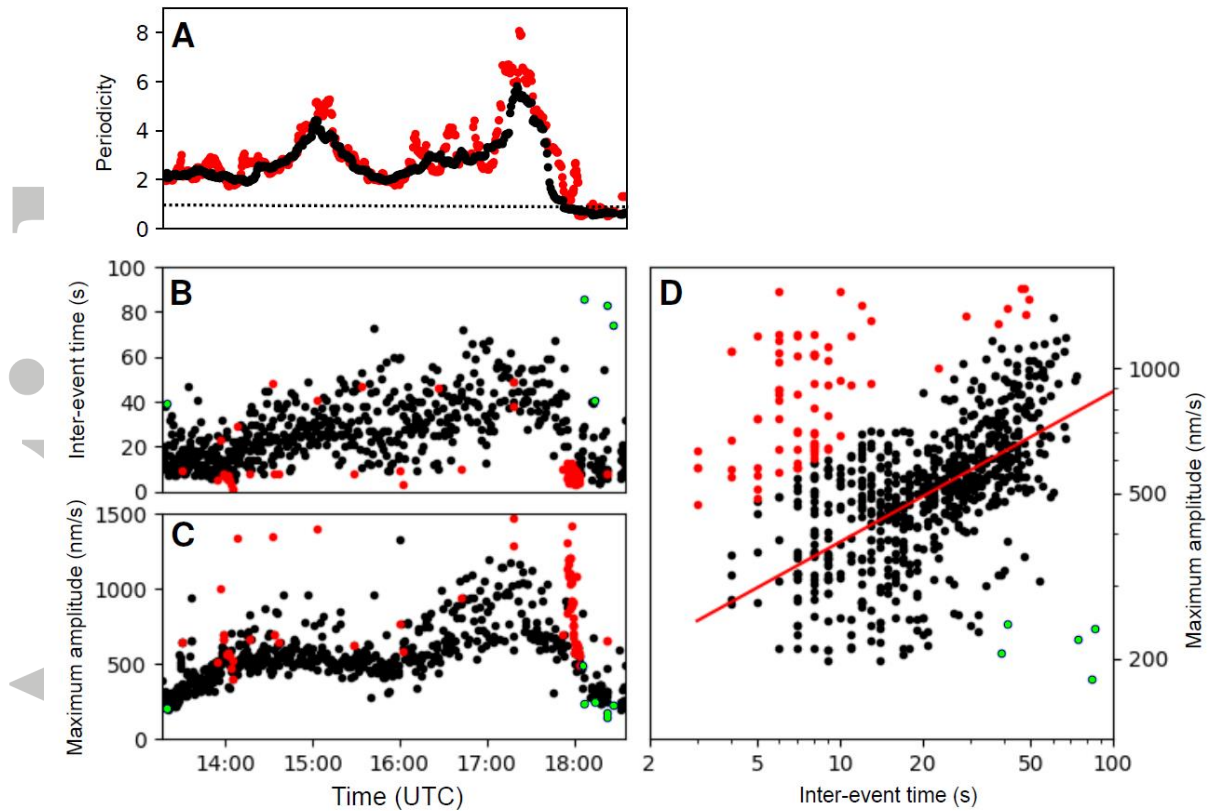 A
8
6
4
2
0
Periodicity
B
100
80
60
40
20
0
Inter-event time (s)
C
1500
1000
500
0
Maximum amplitude (nm/s)
14:00 15:00 16:00 17:00 18:00
Time (UTC)
D
1000
500
200
Maximum amplitude (nm/s)
2 5 10 20 50 100
Inter-event time (s)